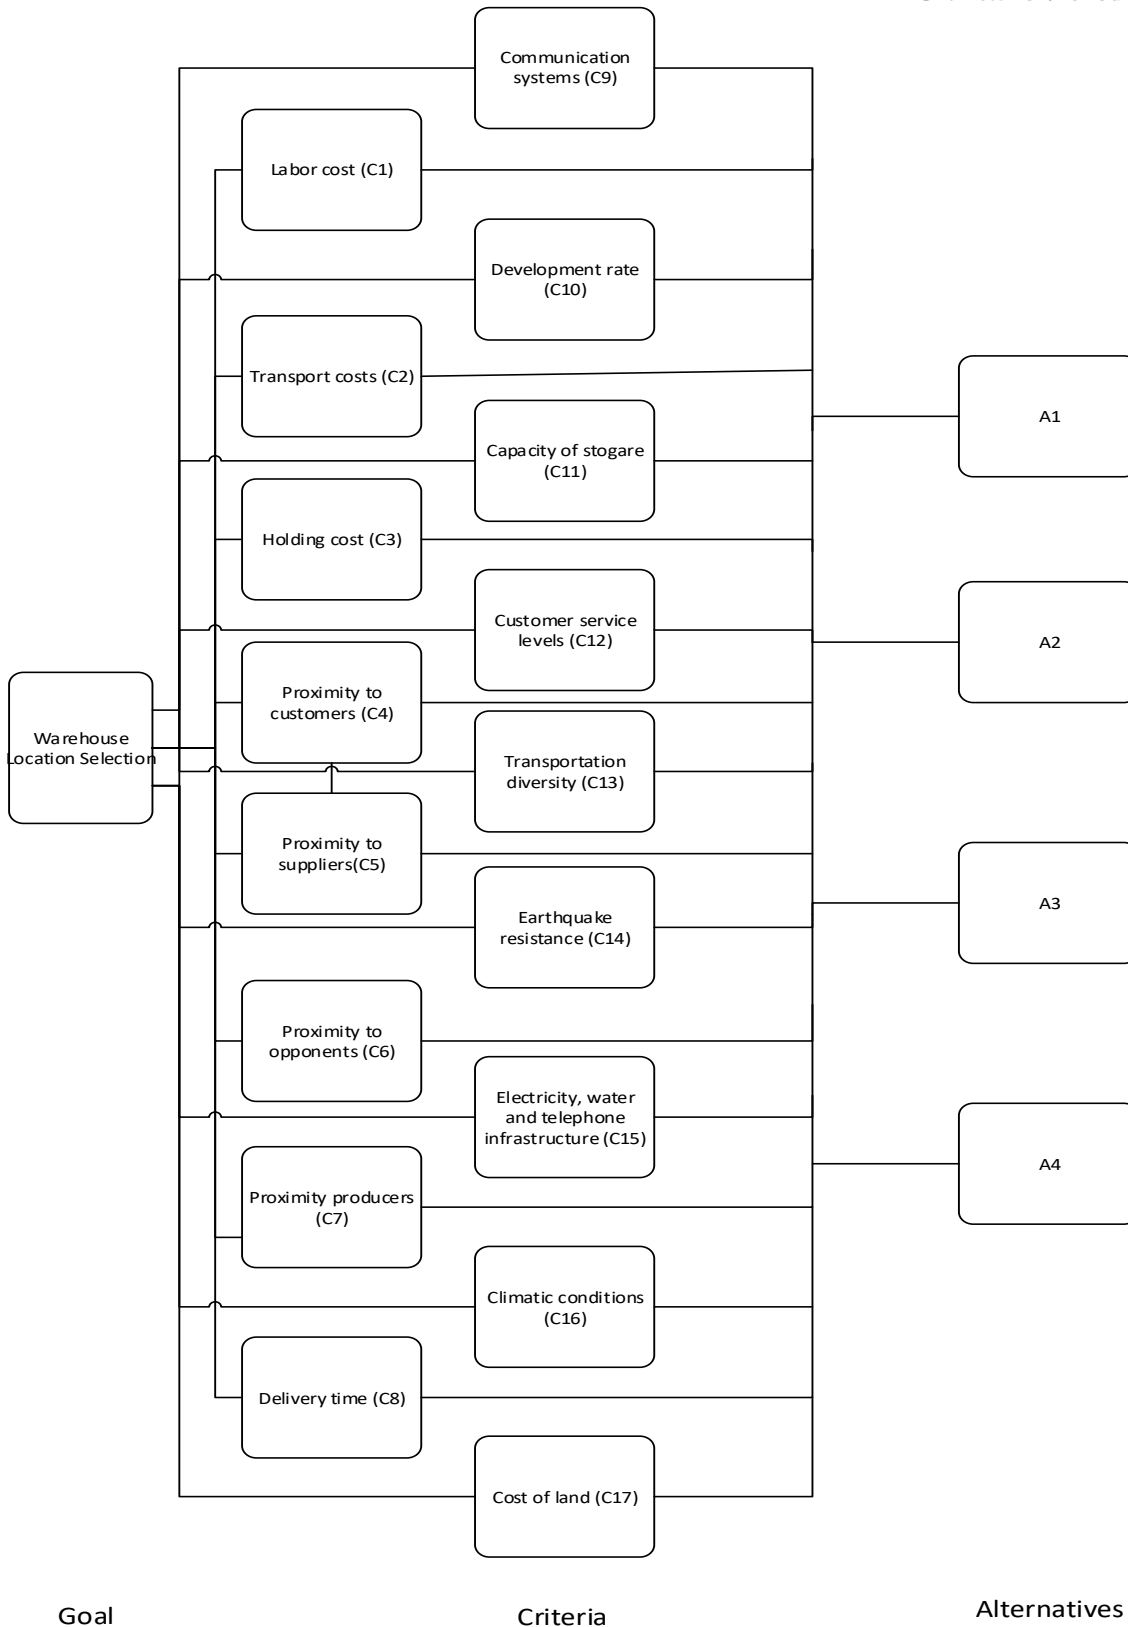 Communication
systems (C9)
Labor cost (C1)
Development rate
(C10)
Transport costs (C2)
Capacity of stogare
(C11)
Holding cost (C3)
Customer service
levels (C12)
Proximity to
customers (C4)
Transportation
diversity (C13)
Proximity to
suppliers(C5)
Earthquake
resistance (C14)
Proximity to
opponents (C6)
Electricity, water
and telephone
infrastructure (C15)
Proximity producers
(C7)
Climatic conditions
(C16)
Delivery time (C8)
Cost of land (C17)
Warehouse
Location Selection
A1
A2
A3
A4
Goal
Criteria
Alternatives